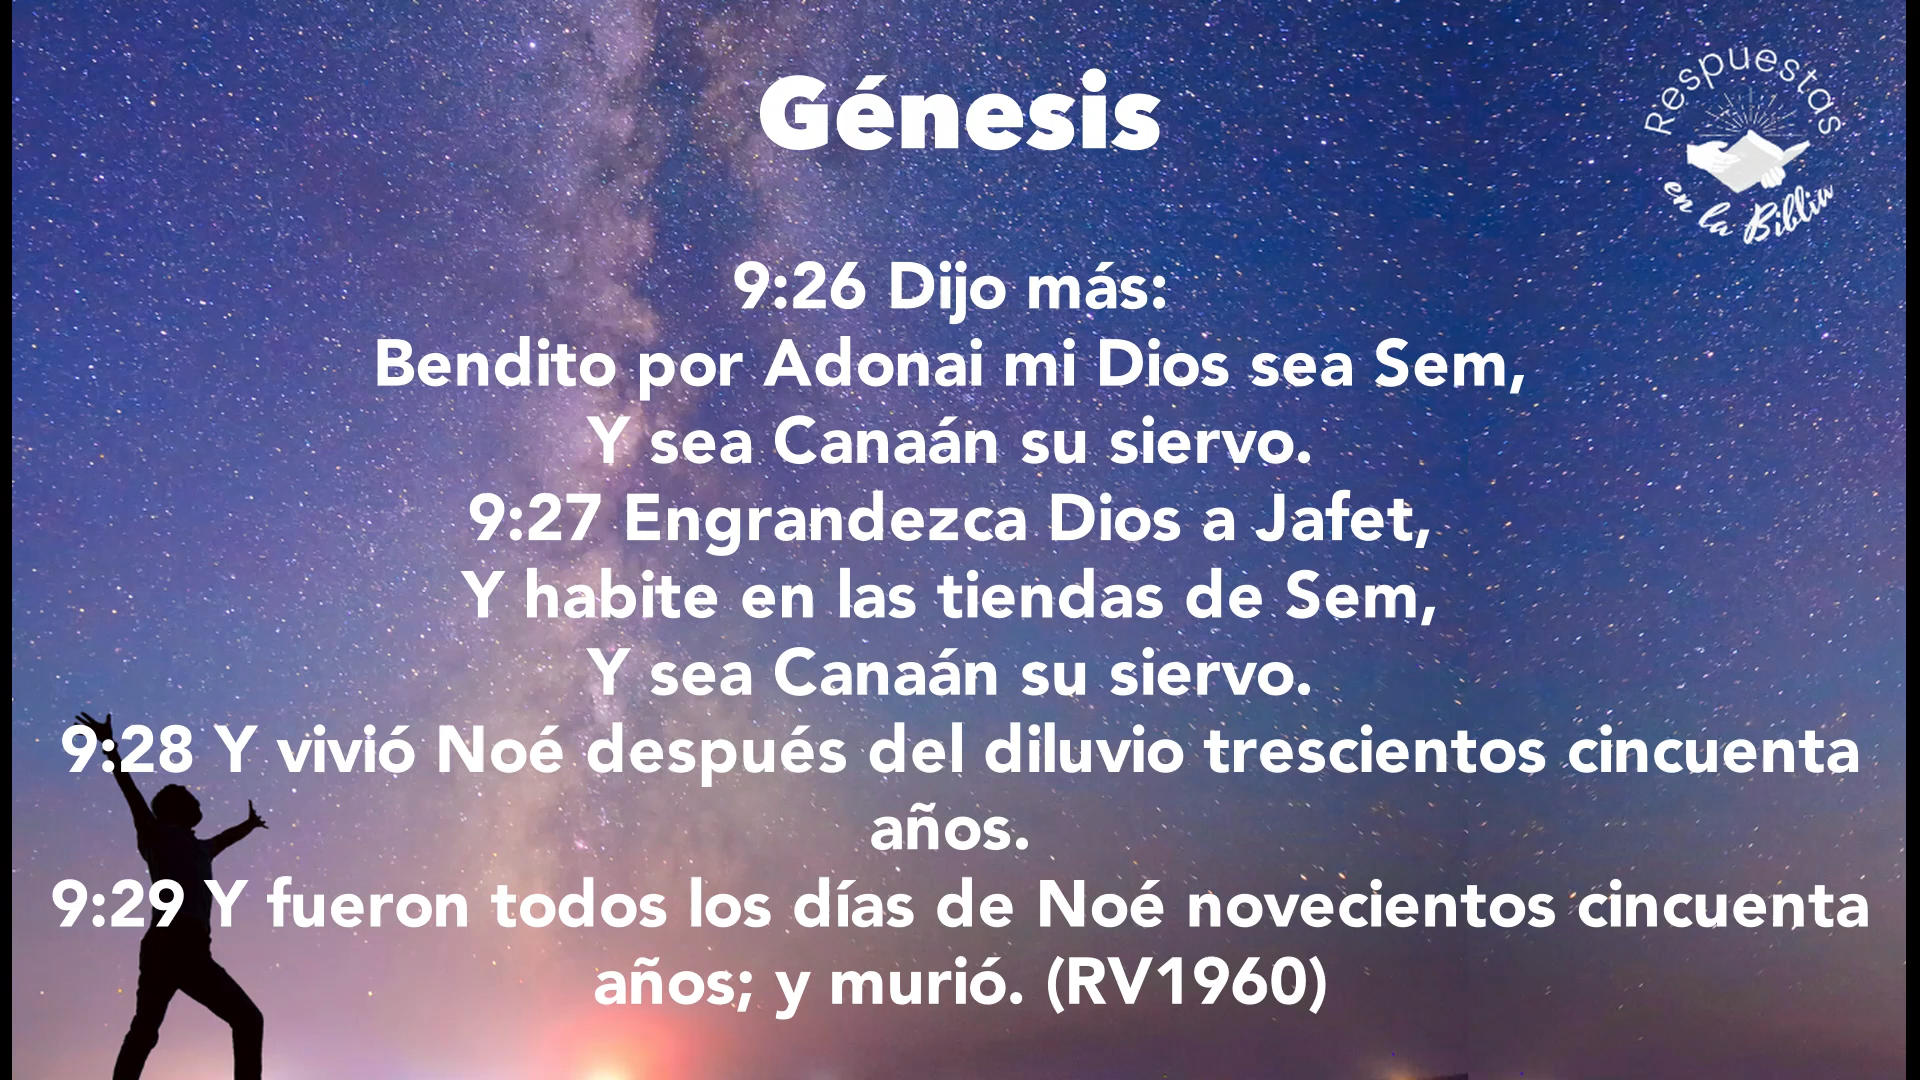 Génesis
Respuestas
en la Biblia
9:26 Dijo más:
Bendito por Adonai mi Dios sea Sem,
Y sea Canaán su siervo.
9:27 Engrandezca Dios a Jafet,
Y habite en las tiendas de Sem,
Y sea Canaán su siervo.
9:28 Y vivió Noé después del diluvio trescientos cincuenta
años.
9:29 Y fueron todos los días de Noé novecientos cincuenta
años; y murió. (RV1960)